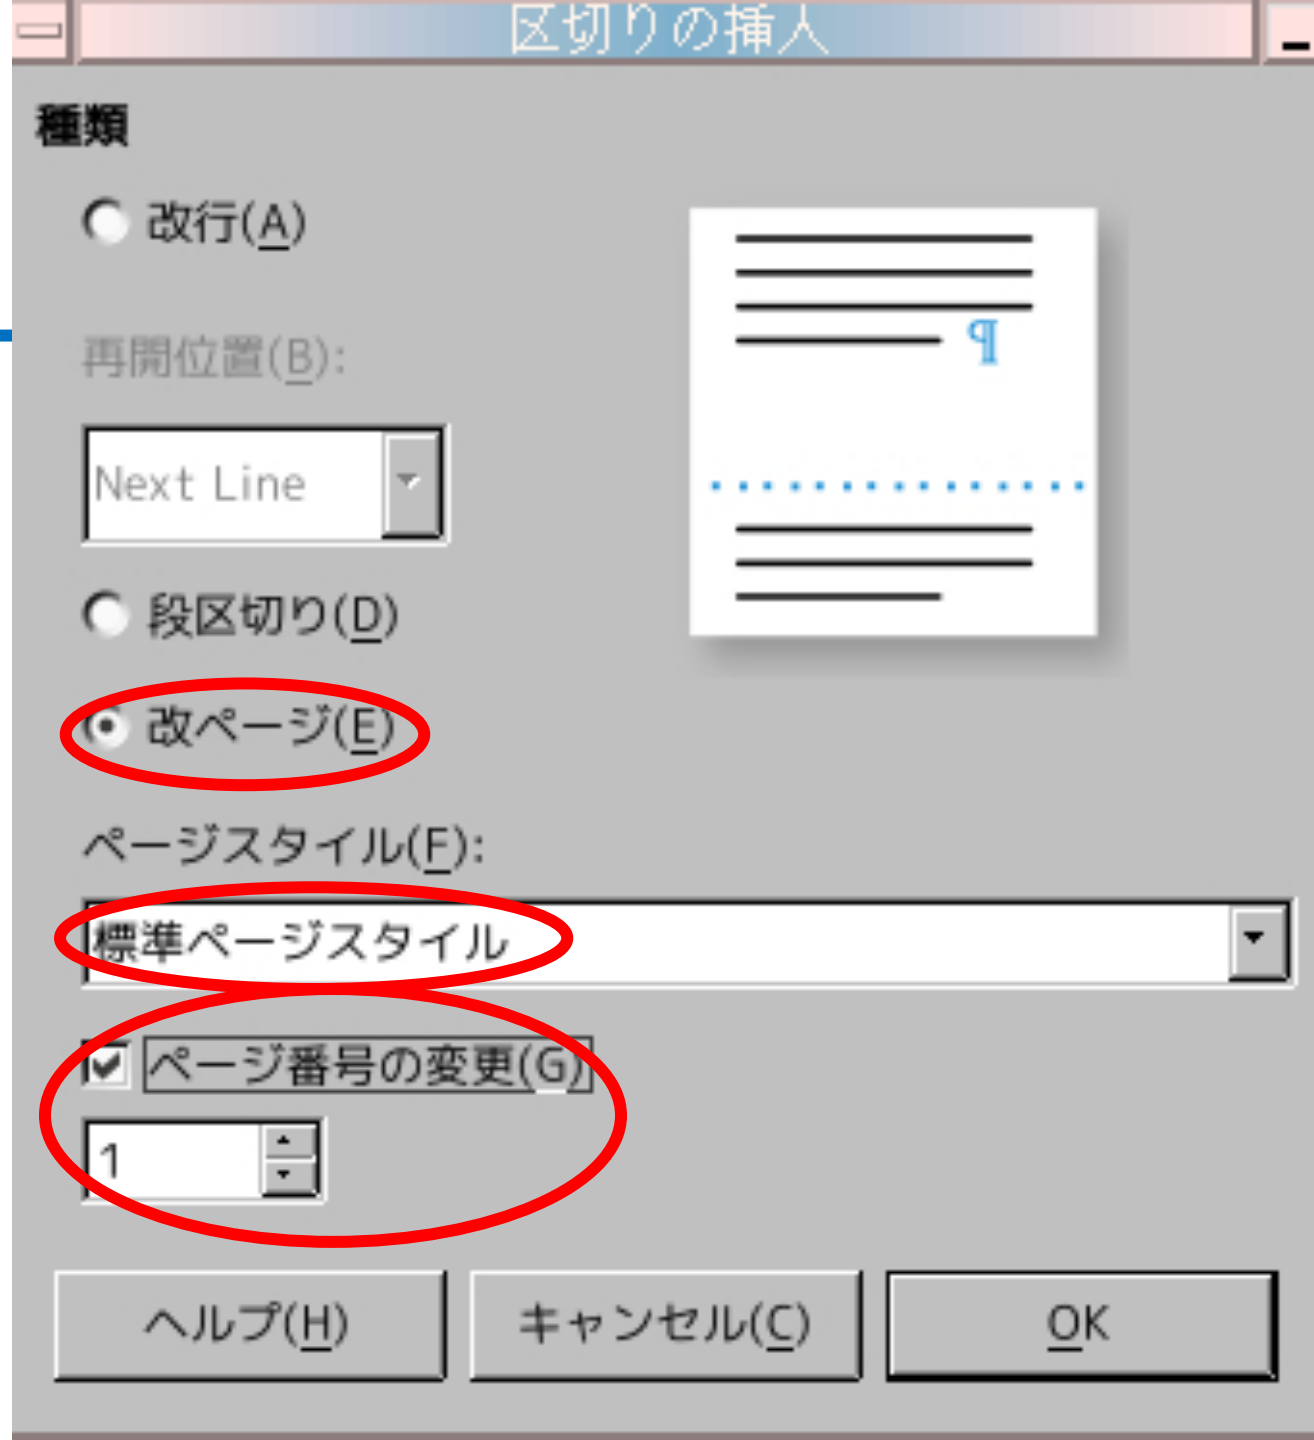 区切りの挿入
種類
改行(A)
再開位置(B):
Next Line
¶
段区切り(D)
改ページ(E)
ページスタイル(F):
標準ページスタイル
ページ番号の変更(G)
1
ヘルプ(H) キャンセル(C) OK